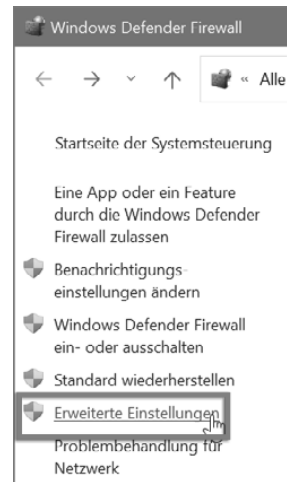 Windows Defender Firewall
« Alle
Startseite der Systemsteuerung
Eine App oder ein Feature
durch die Windows Defender
Firewall zulassen
Benachrichtigungs-
einstellungen ändern
Windows Defender Firewall
ein- oder ausschalten
Standard wiederherstellen
Erweiterte Einstellungen
Problembehandlung für
Netzwerk